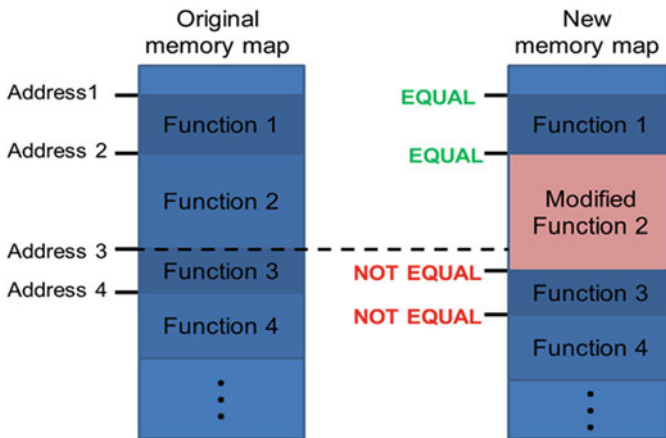 Original
memory map
New
memory map
Address1
EQUAL
Function 1
Function 1
Address 2
EQUAL
Function 2
Modified
Function 2
Address 3
Function 3
NOT EQUAL
Address 4
Function 3
NOT EQUAL
Function 4
Function 4